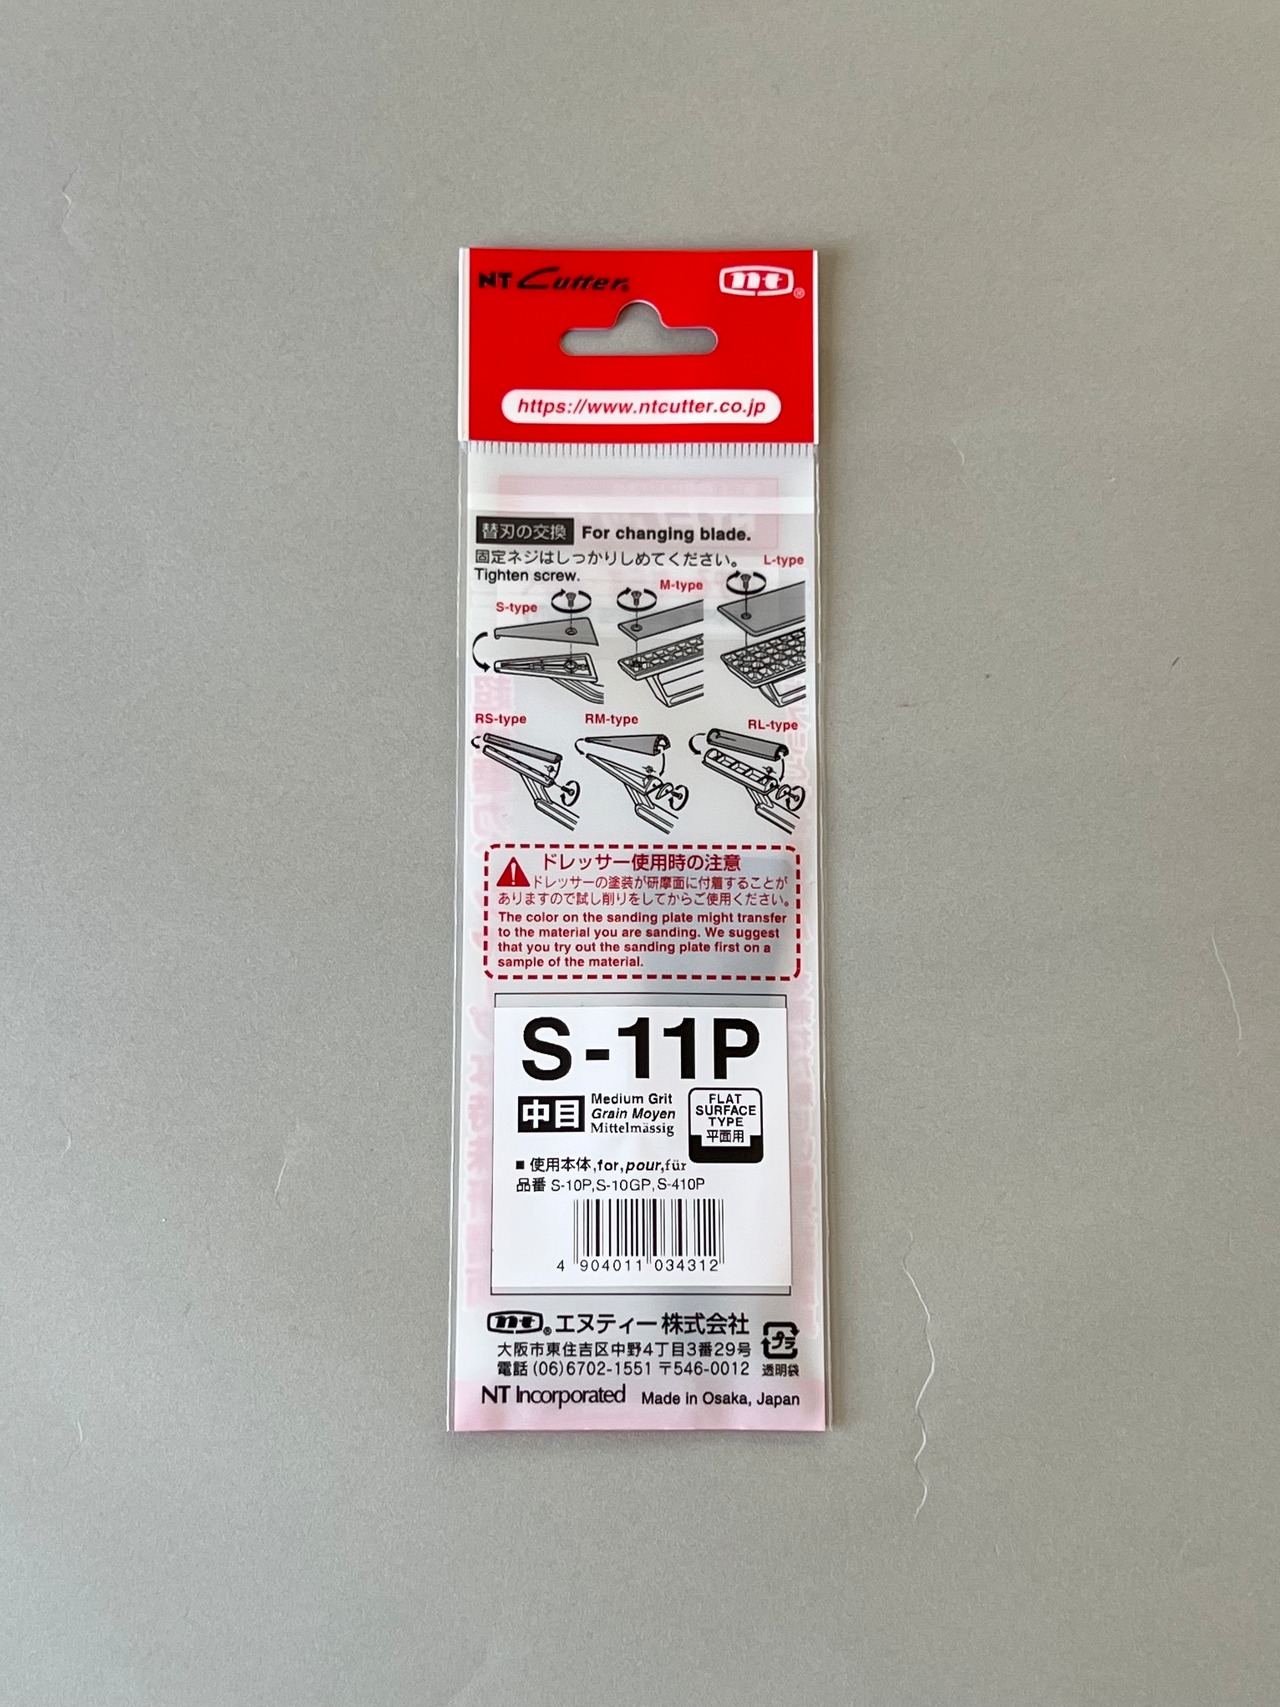 NT Cutter®
nt®
https://www.ntcutter.co.jp
替刃の交換 For changing blade.
固定ネジはしっかりしめてください。
Tighten screw.
L-type
M-type
S-type
RS-type
RM-type
RL-type
ドレッサー使用時の注意
ドレッサーの塗装が研摩面に付着することが
ありますので試し削りをしてからご使用ください。
The color on the sanding plate might transfer
to the material you are sanding. We suggest
that you try out the sanding plate first on a
sample of the material.
S-11P
中目
Medium Grit
Grain Moyen
Mittelmässig
FLAT
SURFACE
TYPE
平面用
■ 使用本体,for,pour,für
品番 S-10P,S-10GP,S-410P
4 904011 034312
nt® エヌティー株式会社
大阪市東住吉区中野4丁目3番29号
電話 (06)6702-1551 〒546-0012
プラ
透明袋
NT Incorporated Made in Osaka, Japan